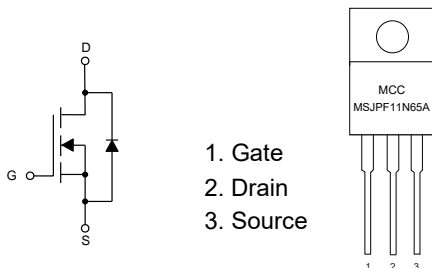 D
G
S
1. Gate
2. Drain
3. Source
MCC
MSJPF11N65A
1 2 3